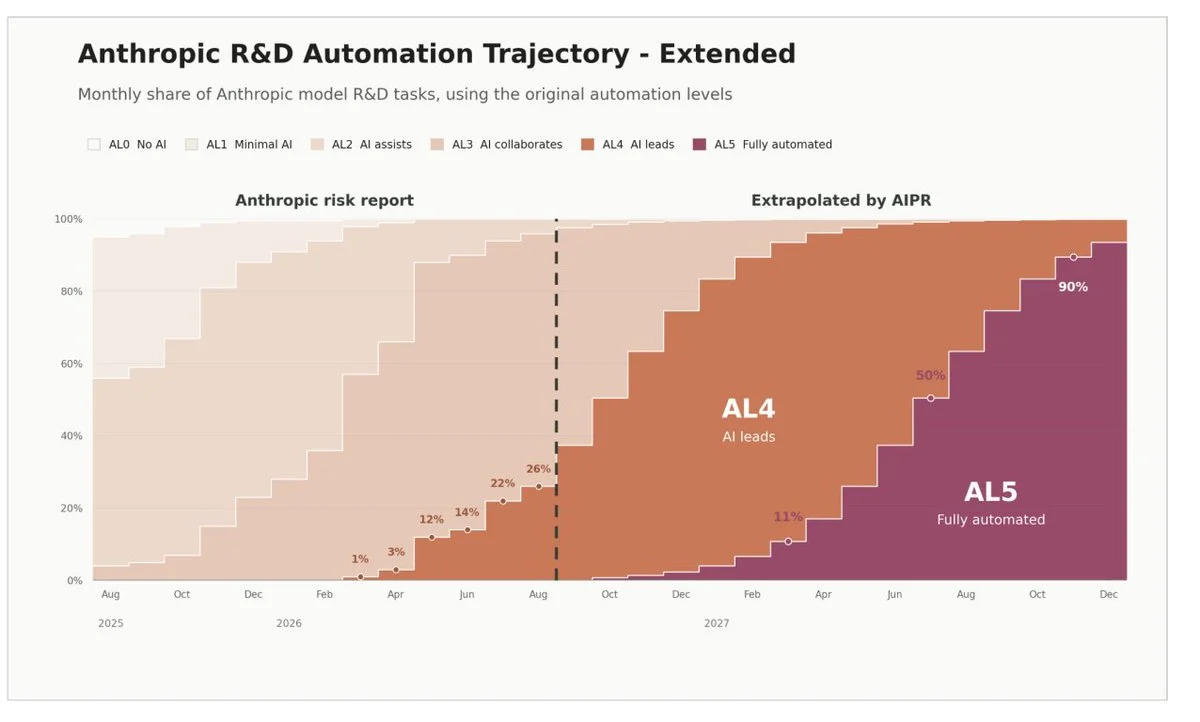 Anthropic R&D Automation Trajectory - Extended
Monthly share of Anthropic model R&D tasks, using the original automation levels
AL0 No AI AL1 Minimal AI AL2 AI assists AL3 AI collaborates AL4 AI leads AL5 Fully automated
Anthropic risk report Extrapolated by AIPR
100%
80%
90%
60%
50%
40%
AL4
AI leads
26%
22%
20%
12% 14%
11%
AL5
Fully automated
1% 3%
0%
Aug Oct Dec Feb Apr Jun Aug Oct Dec Feb Apr Jun Aug Oct Dec
2025 2026 2027